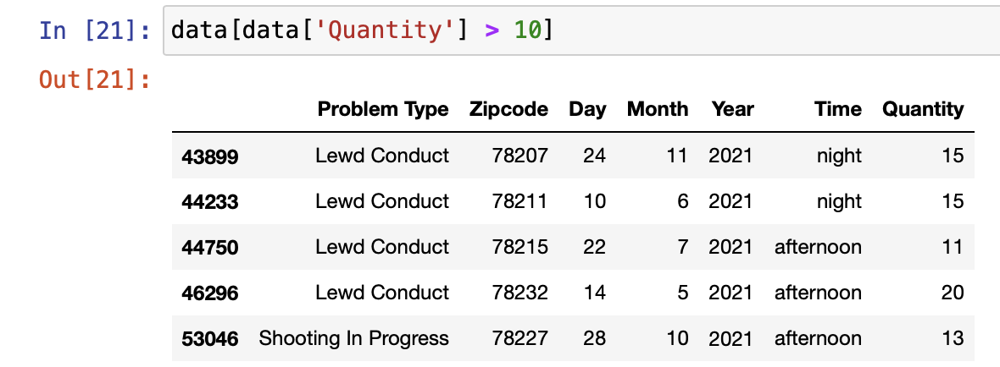 In [21]: data[data['Quantity'] > 10]
Out[21]:
Problem Type Zipcode Day Month Year Time Quantity
43899 Lewd Conduct 78207 24 11 2021 night 15
44233 Lewd Conduct 78211 10 6 2021 night 15
44750 Lewd Conduct 78215 22 7 2021 afternoon 11
46296 Lewd Conduct 78232 14 5 2021 afternoon 20
53046 Shooting In Progress 78227 28 10 2021 afternoon 13